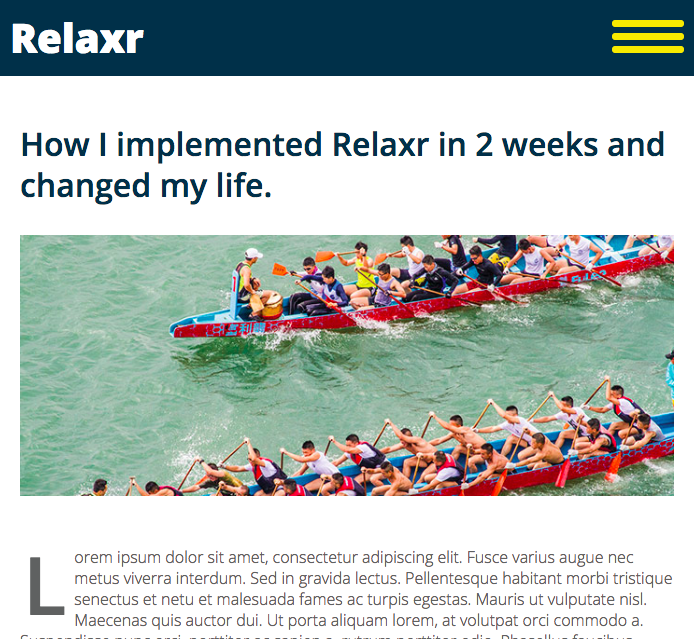 Relaxr
How I implemented Relaxr in 2 weeks and
changed my life.
Lorem ipsum dolor sit amet, consectetur adipiscing elit. Fusce varius augue nec
metus viverra interdum. Sed in gravida lectus. Pellentesque habitant morbi tristique
senectus et netus et malesuada fames ac turpis egestas. Mauris ut vulputate nisl.
Maecenas quis auctor dui. Ut porta aliquam lorem, at volutpat orci commodo a.